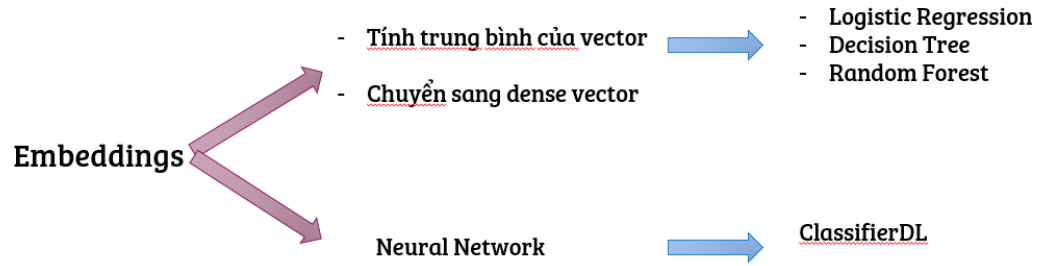 - Logistic Regression
- Tính trung bình của vector
- Decision Tree
- Random Forest
- Chuyển sang dense vector
Embeddings
Neural Network
ClassifierDL